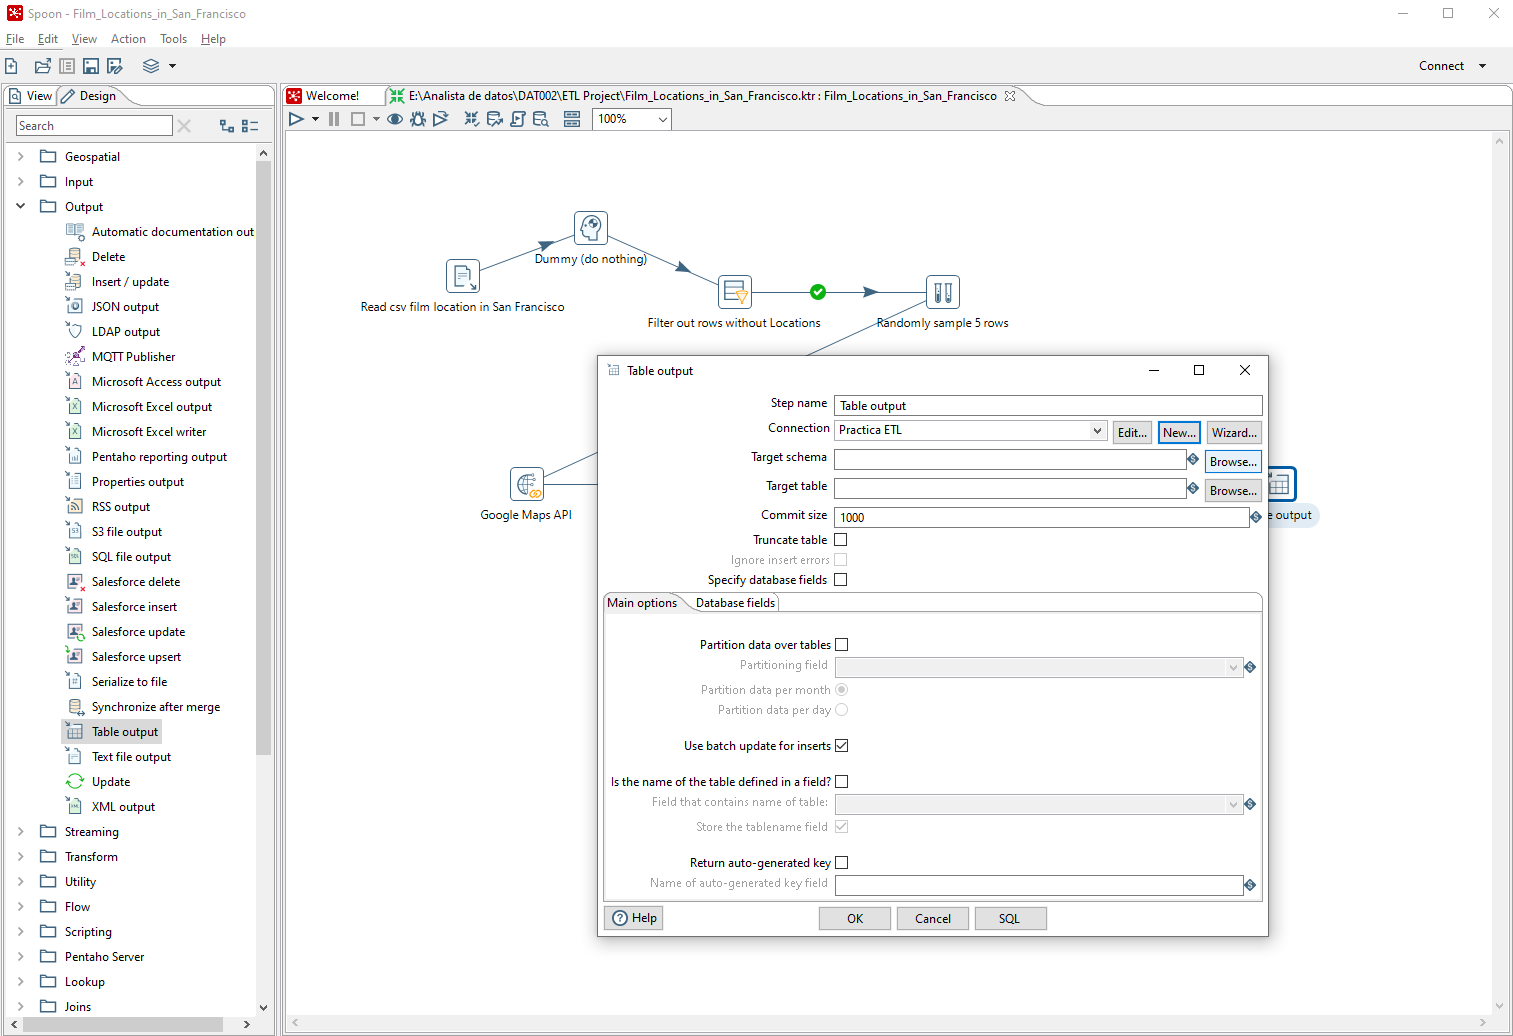 Spoon - Film_Locations_in_San_Francisco
File Edit View Action Tools Help
Connect
View Design
Welcome! E:\Analista de datos\DAT002\ETL Project\Film_Locations_in_San_Francisco.ktr : Film_Locations_in_San_Francisco
100%
Search
Geospatial
Input
Output
Automatic documentation out
Delete
Insert / update
JSON output
LDAP output
MQTT Publisher
Microsoft Access output
Microsoft Excel output
Microsoft Excel writer
Pentaho reporting output
Properties output
RSS output
S3 file output
SQL file output
Salesforce delete
Salesforce insert
Salesforce update
Salesforce upsert
Serialize to file
Synchronize after merge
Table output
Text file output
Update
XML output
Streaming
Transform
Utility
Flow
Scripting
Pentaho Server
Lookup
Joins
Dummy (do nothing)
Read csv film location in San Francisco
Filter out rows without Locations
Randomly sample 5 rows
Google Maps API
e output
Table output
Step name Table output
Connection Practica ETL Edit... New... Wizard...
Target schema Browse...
Target table Browse...
Commit size 1000
Truncate table
Ignore insert errors
Specify database fields
Main options Database fields
Partition data over tables
Partitioning field
Partition data per month
Partition data per day
Use batch update for inserts
Is the name of the table defined in a field?
Field that contains name of table:
Store the tablename field
Return auto-generated key
Name of auto-generated key field
Help OK Cancel SQL